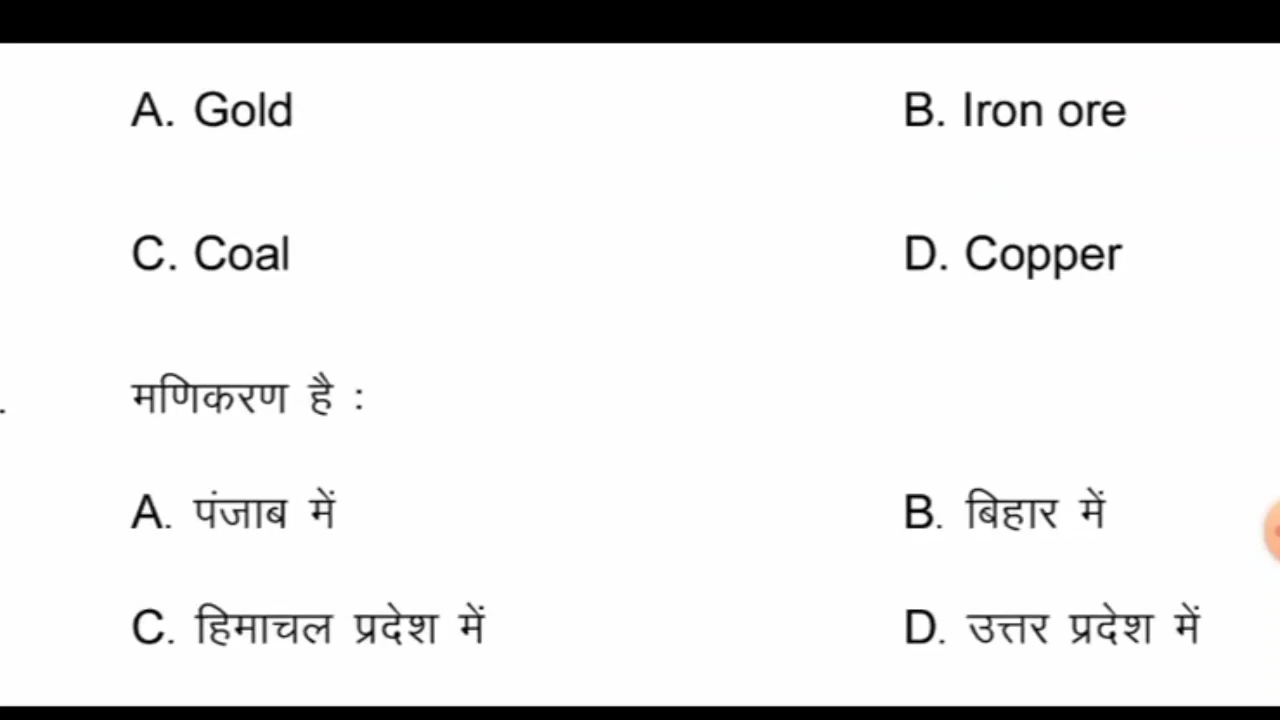 A. Gold B. Iron ore
C. Coal D. Copper
. मणिकरण है :
A. पंजाब में B. बिहार में
C. हिमाचल प्रदेश में D. उत्तर प्रदेश में